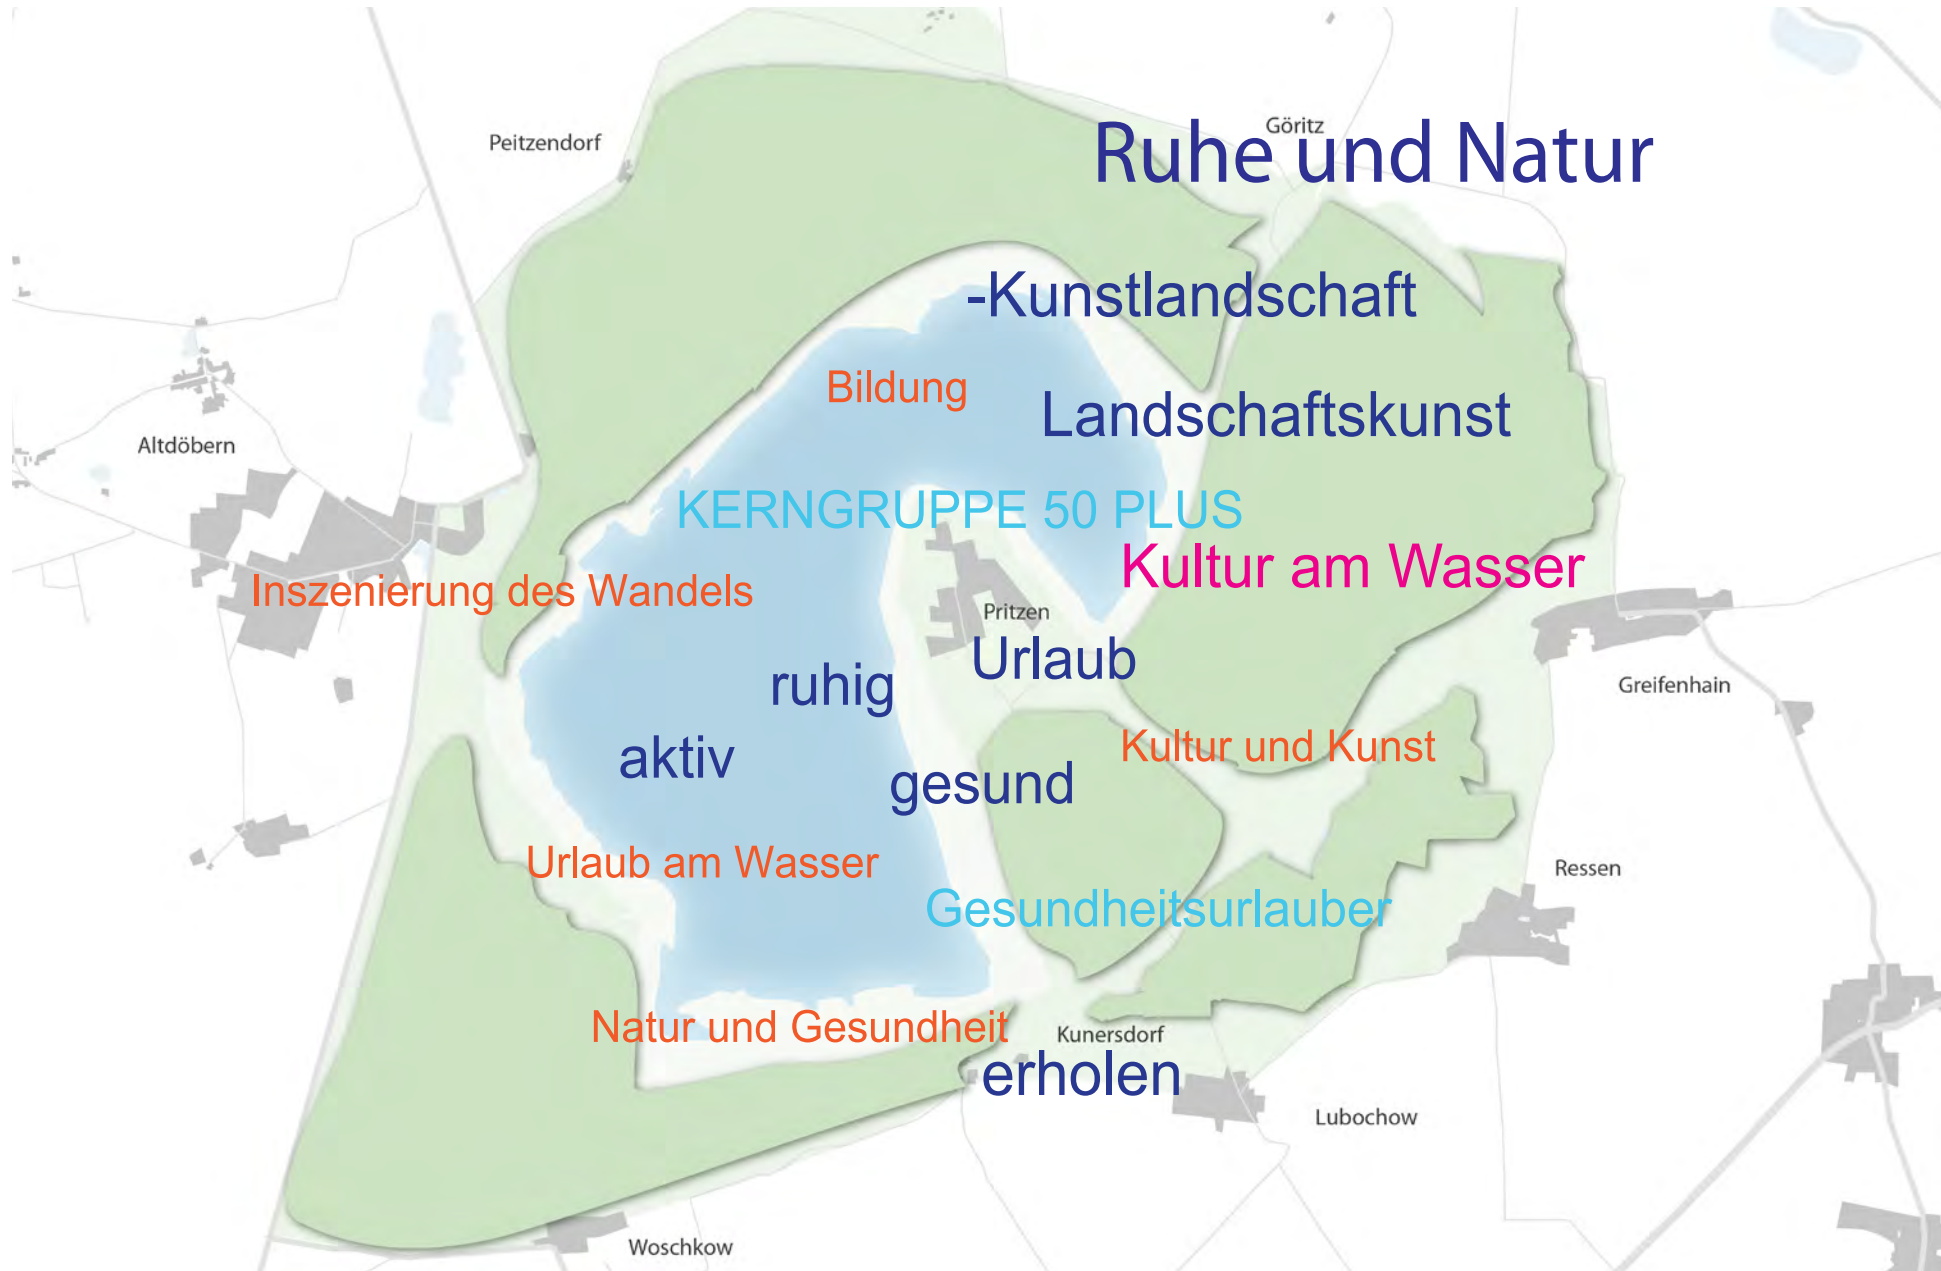 Göritz
Peitzendorf
Ruhe und Natur
-Kunstlandschaft
Bildung
Landschaftskunst
Altdöbern
KERNGRUPPE 50 PLUS
Kultur am Wasser
Inszenierung des Wandels
Pritzen
Urlaub
ruhig
Greifenhain
Kultur und Kunst
aktiv
gesund
Urlaub am Wasser
Ressen
Gesundheitsurlauber
Natur und Gesundheit
Kunersdorf
erholen
Lubochow
Woschkow